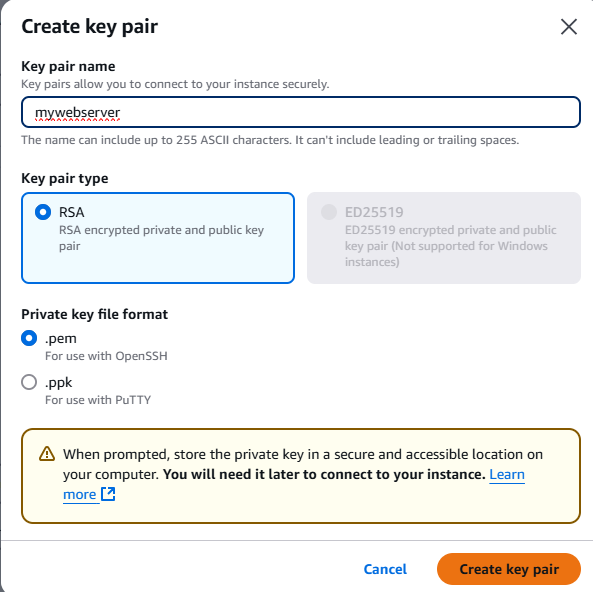 Create key pair
Key pair name
Key pairs allow you to connect to your instance securely.
mywebserver
The name can include up to 255 ASCII characters. It can't include leading or trailing spaces.
Key pair type
RSA
RSA encrypted private and public key
pair
ED25519
ED25519 encrypted private and public
key pair (Not supported for Windows
instances)
Private key file format
.pem
For use with OpenSSH
.ppk
For use with PuTTY
When prompted, store the private key in a secure and accessible location on
your computer. You will need it later to connect to your instance. Learn
more
Cancel
Create key pair